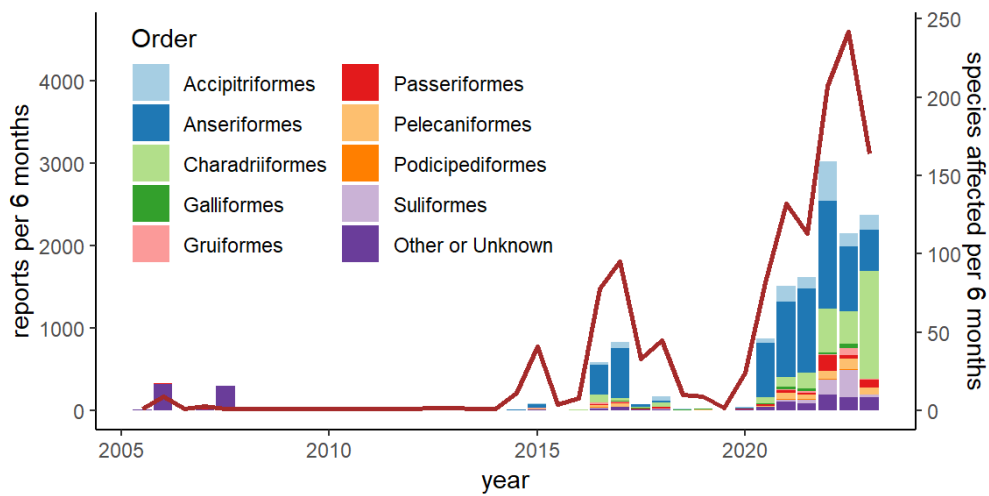 Order
Accipitriformes
Anseriformes
Charadriiformes
Galliformes
Gruiformes
Passeriformes
Pelecaniformes
Podicipediformes
Suliformes
Other or Unknown
reports per 6 months
4000
3000
2000
1000
0
250
200
150
100
50
0
species affected per 6 months
2005
2010
2015
2020
year